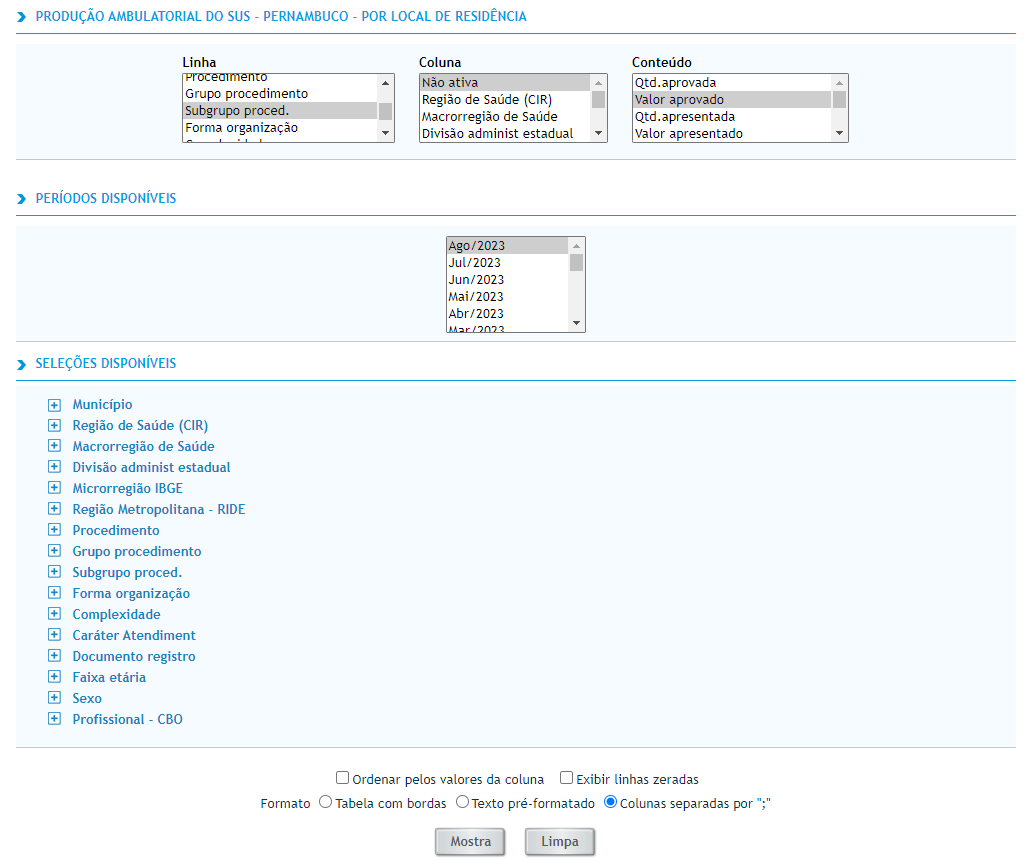 PRODUÇÃO AMBULATORIAL DO SUS - PERNAMBUCO - POR LOCAL DE RESIDÊNCIA
Linha
Coluna
Conteúdo
Procedimento
Grupo procedimento
Subgrupo proced.
Forma organização
Não ativa
Região de Saúde (CIR)
Macrorregião de Saúde
Divisão administ estadual
Qtd.aprovada
Valor aprovado
Qtd.apresentada
Valor apresentado
PERÍODOS DISPONÍVEIS
Ago/2023
Jul/2023
Jun/2023
Mai/2023
Abr/2023
Mar/2023
SELEÇÕES DISPONÍVEIS
Município
Região de Saúde (CIR)
Macrorregião de Saúde
Divisão administ estadual
Microrregião IBGE
Região Metropolitana - RIDE
Procedimento
Grupo procedimento
Subgrupo proced.
Forma organização
Complexidade
Caráter Atendiment
Documento registro
Faixa etária
Sexo
Profissional - CBO
Ordenar pelos valores da coluna Exibir linhas zeradas
Formato Tabela com bordas Texto pré-formatado Colunas separadas por ";"
Mostra Limpa